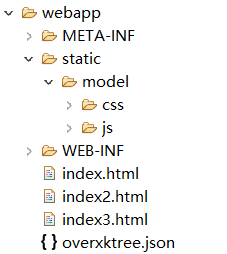 webapp
META-INF
static
model
css
js
WEB-INF
index.html
index2.html
index3.html
overxktree.json